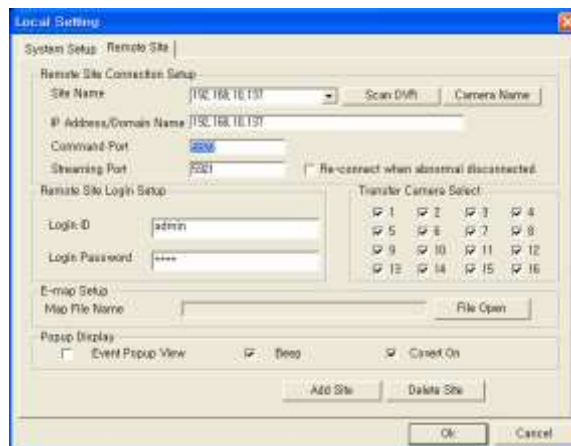 Local Setting
System Setup Remote Site
Remote Site Connection Setup
Site Name 192,168,10,137 Scan DVR Camera Name
IP Address/Domain Name 192,168,10,137
Command Port
Streaming Port 5921 Re-connect when abnormal disconnected
Remote Site Login Setup Transfer Camera Select
1 2 3 4
Login ID admin 5 6 7 8
9 10 11 12
Login Password **** 13 14 15 16
E-map Setup
Map File Name File Open
Popup Display
Event Popup View Beep Covert On
Add Site Delete Site
Ok Cancel